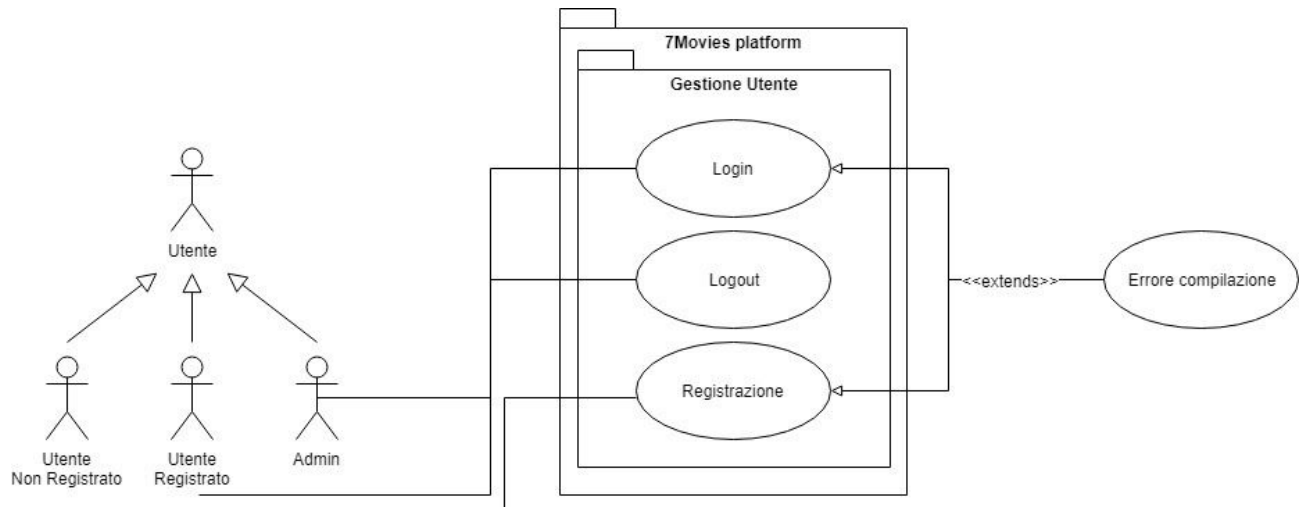 7Movies platform
Gestione Utente
Login
Utente
Logout
<<extends>>
Errore compilazione
Registrazione
Utente
Non Registrato
Utente
Registrato
Admin